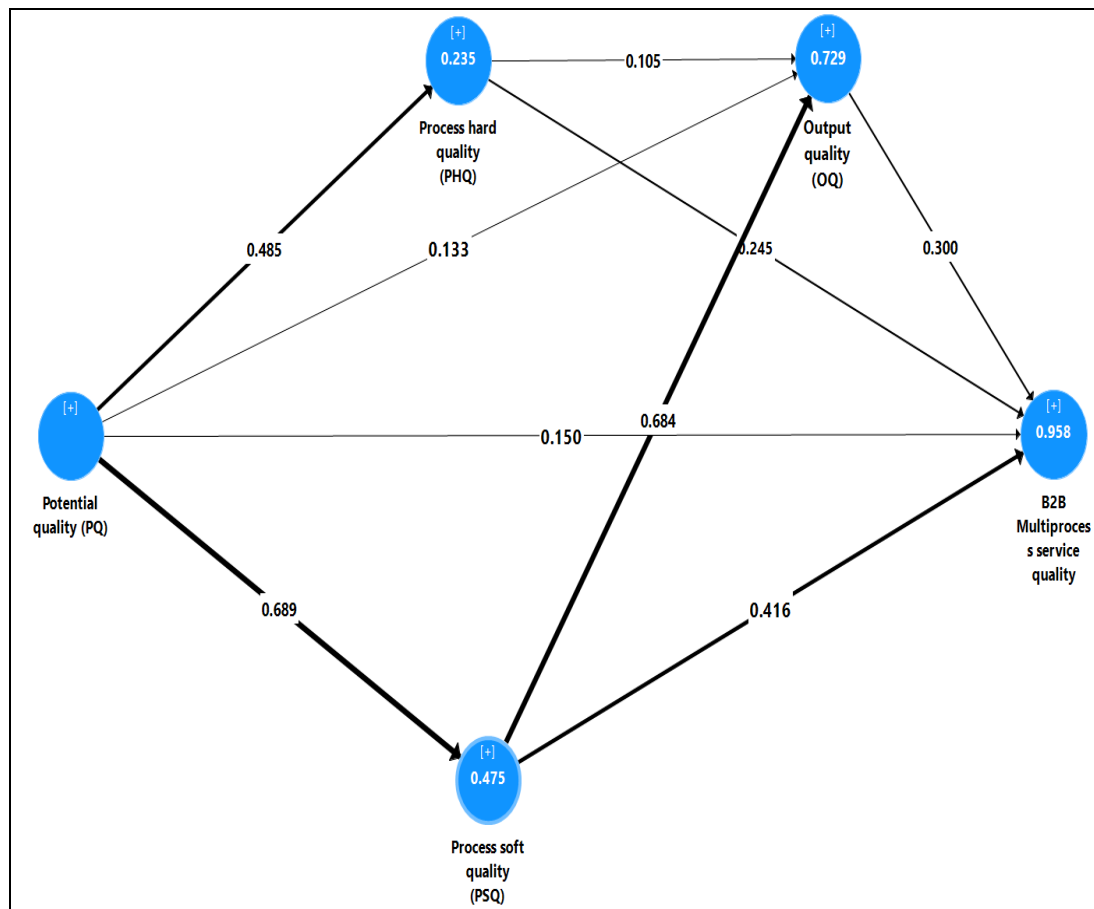 [+]
0.235
Process hard
quality
(PHQ)
0.105
[+]
0.729
Output
quality
(OQ)
0.485
0.133
0.245
0.300
[+]
Potential
quality (PQ)
0.684
0.150
[+]
0.958
B2B
Multiproces
s service
quality
0.689
0.416
[+]
0.475
Process soft
quality
(PSQ)